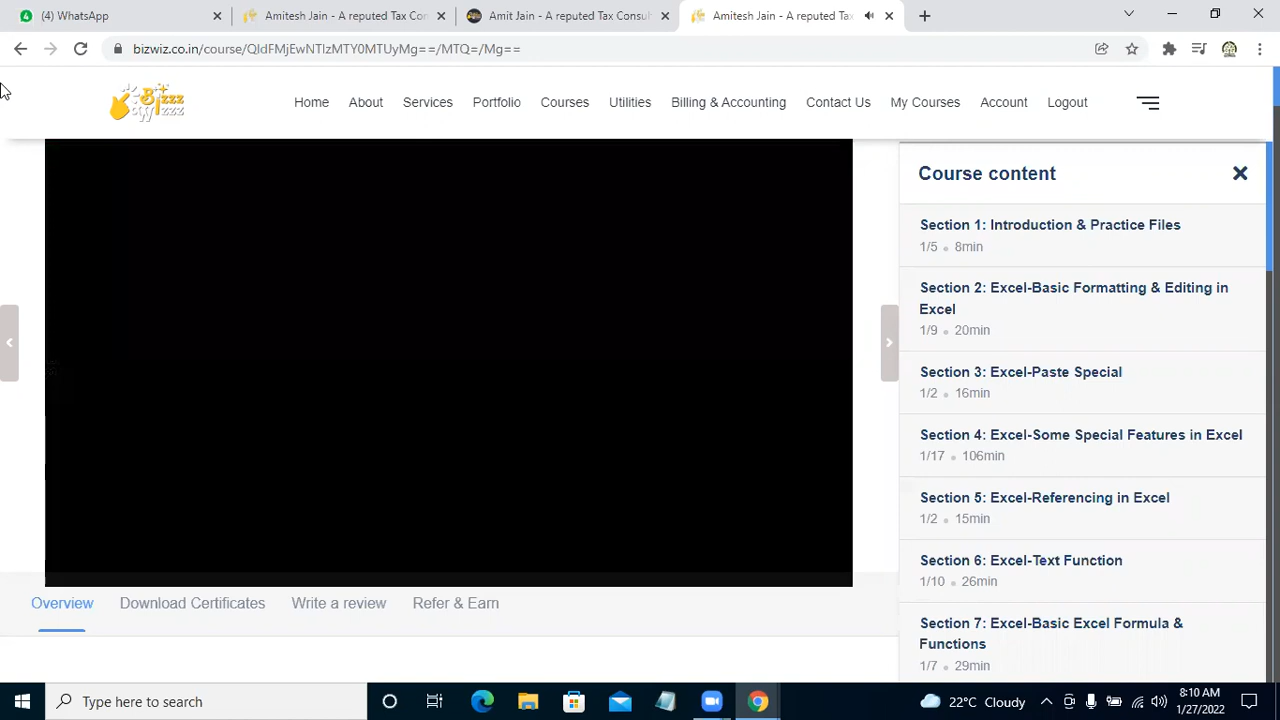 4 (4) WhatsApp
Amitesh Jain - A reputed Tax Con
Amit Jain - A reputed Tax Consul
Amitesh Jain - A reputed Tax
bizwiz.co.in/course/QldFMjEwNTIzMTY0MTUyMg==/MTQ=/Mg==
Bizzz Wizzz
Home About Services Portfolio Courses Utilities Billing & Accounting Contact Us My Courses Account Logout
Course content
Section 1: Introduction & Practice Files
1/5 8min
Section 2: Excel-Basic Formatting & Editing in
Excel
1/9 20min
Section 3: Excel-Paste Special
1/2 16min
Section 4: Excel-Some Special Features in Excel
1/17 106min
Section 5: Excel-Referencing in Excel
1/2 15min
Section 6: Excel-Text Function
1/10 26min
Section 7: Excel-Basic Excel Formula &
Functions
1/7 29min
Overview Download Certificates Write a review Refer & Earn
Type here to search
22°C Cloudy
8:10 AM
1/27/2022